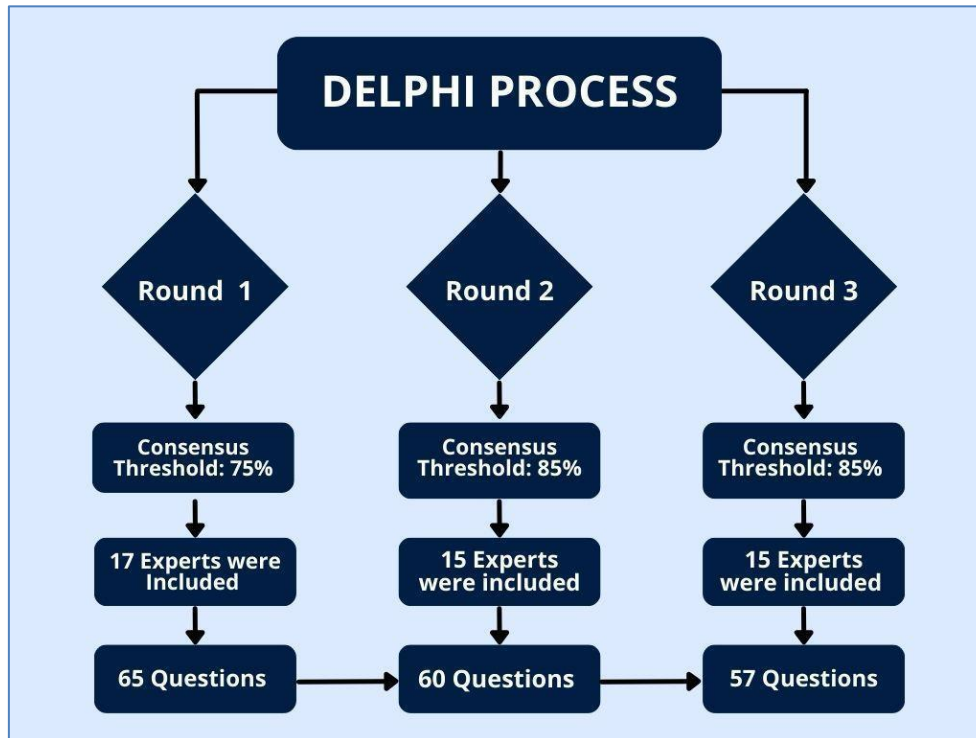 DELPHI PROCESS
Round 1
Round 2
Round 3
Consensus
Threshold: 75%
Consensus
Threshold: 85%
Consensus
Threshold: 85%
17 Experts were
Included
15 Experts
were included
15 Experts
were included
65 Questions
60 Questions
57 Questions